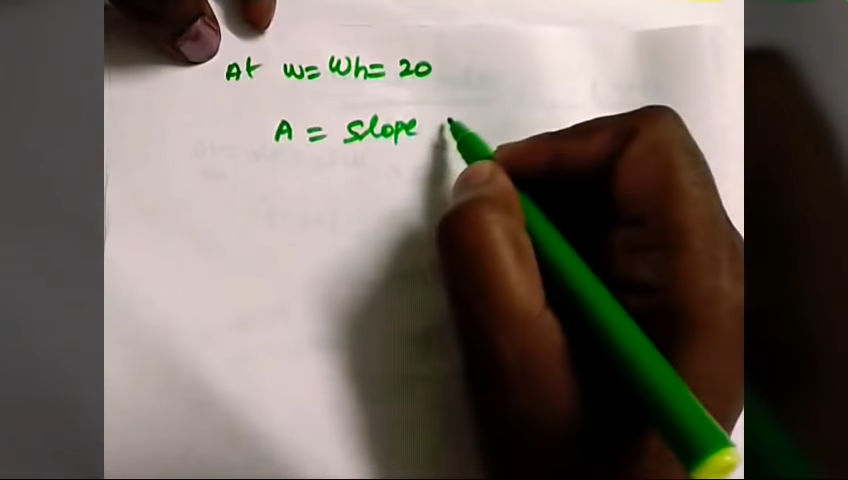 At w = Wh = 20
A = slope